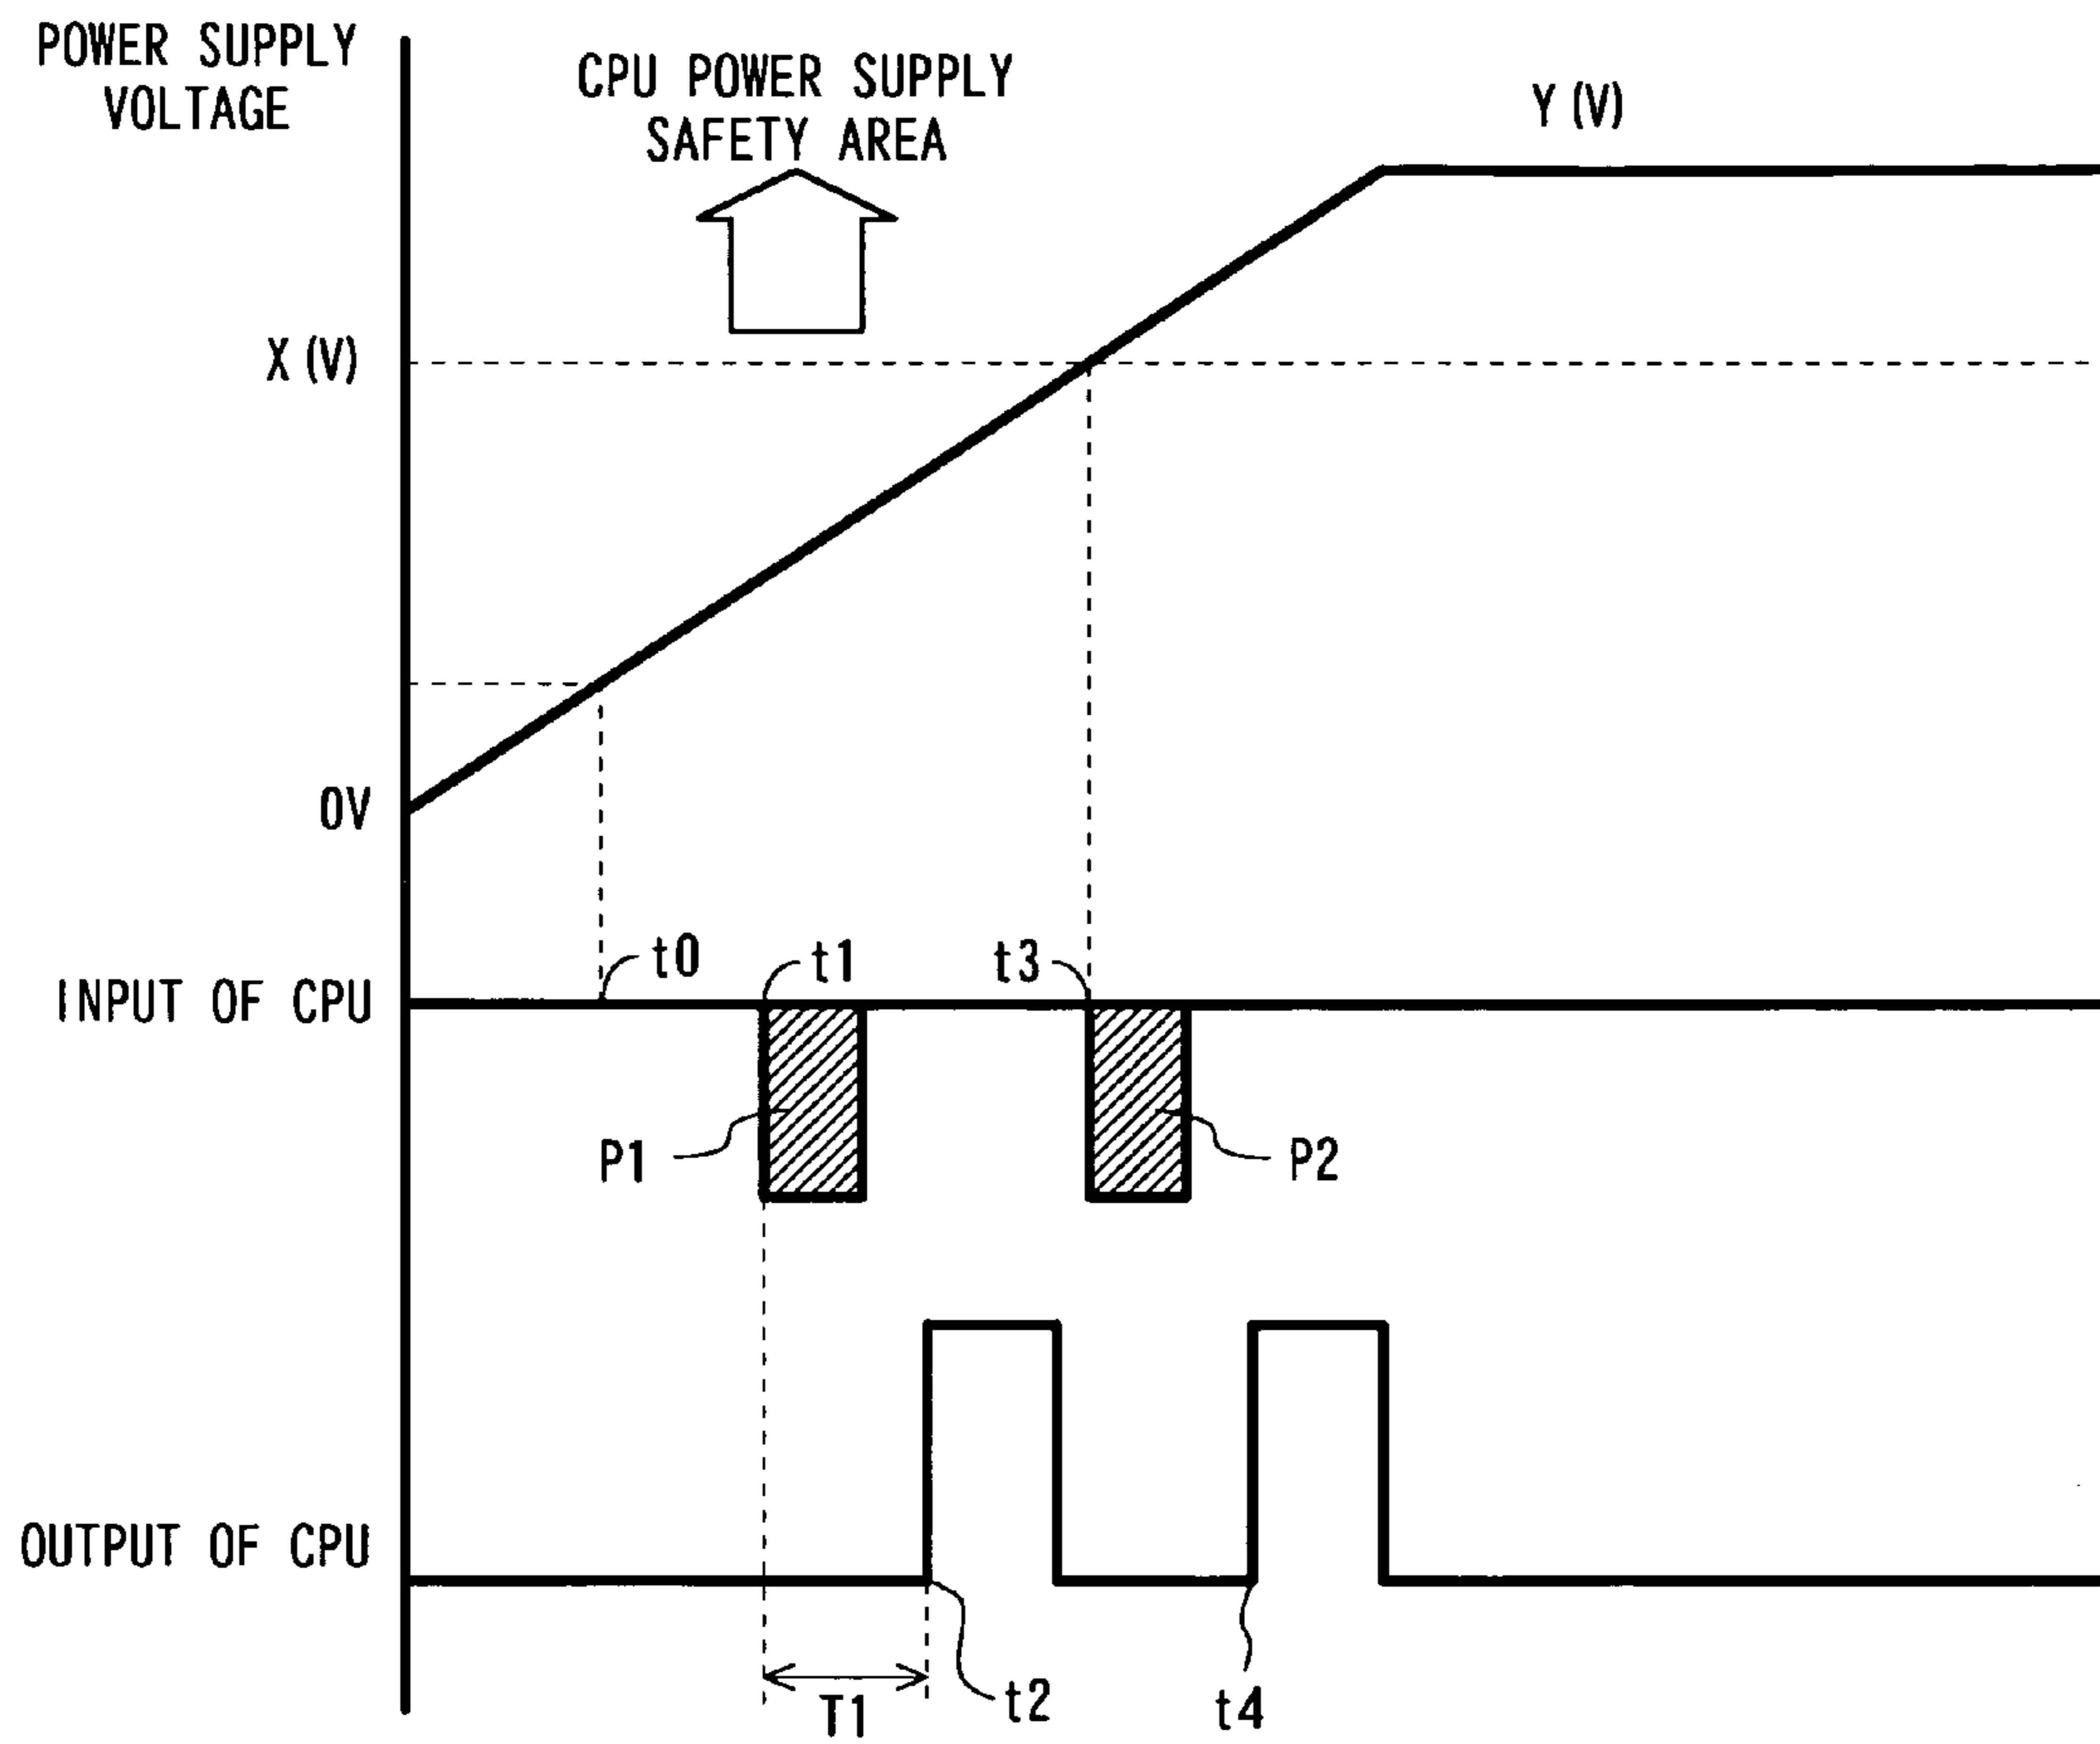 POWER SUPPLY
VOLTAGE
CPU POWER SUPPLY
SAFETY AREA
Y (V)
X (V)
0V
t0
t1
t3
INPUT OF CPU
P1
P2
OUTPUT OF CPU
T1
t2
t4